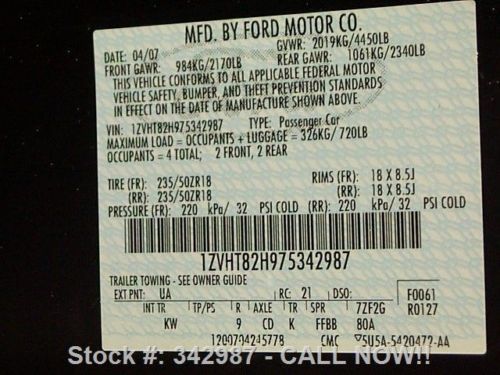 MFD. BY FORD MOTOR CO.
DATE: 04/07 GVWR: 2019KG/4450LB
FRONT GAWR: 984KG/2170LB REAR GAWR: 1061KG/2340LB
THIS VEHICLE CONFORMS TO ALL APPLICABLE FEDERAL MOTOR
VEHICLE SAFETY, BUMPER, AND THEFT PREVENTION STANDARDS
IN EFFECT ON THE DATE OF MANUFACTURE SHOWN ABOVE.
VIN: 1ZVHT82H975342987 TYPE: Passenger Car
MAXIMUM LOAD = OCCUPANTS + LUGGAGE = 326KG/720LB
OCCUPANTS = 4 TOTAL; 2 FRONT, 2 REAR
TIRE (FR): 235/50ZR18 RIMS (FR): 18 X 8.5J
(RR): 235/50ZR18 (RR): 18 X 8.5J
PRESSURE (FR): 220 kPa/ 32 PSI COLD (RR): 220 kPa/ 32 PSI COLD
1ZVHT82H975342987
TRAILER TOWING - SEE OWNER GUIDE
EXT PNT: UA RC: 21 DSO: F0061
INT TR TP/PS R AXLE TR SPR 7ZF2G R0127
KW 9 CD K FFBB 80A
1200704245778 CMC 5U5A-5420472-AA
Stock #: 342987 - CALL NOW!!